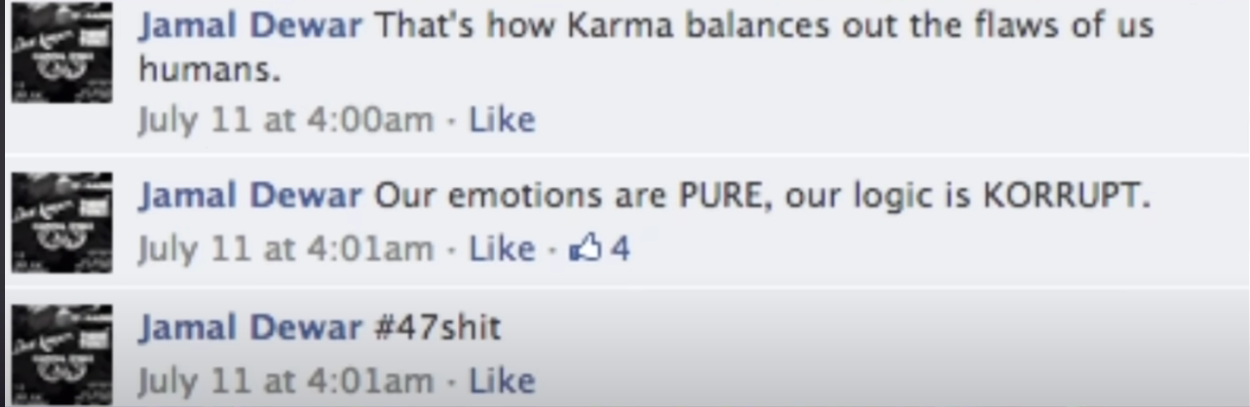 Jamal Dewar That's how Karma balances out the flaws of us
humans.
July 11 at 4:00am · Like
Jamal Dewar Our emotions are PURE, our logic is KORRUPT.
July 11 at 4:01am · Like · 4
Jamal Dewar #47shit
July 11 at 4:01am · Like